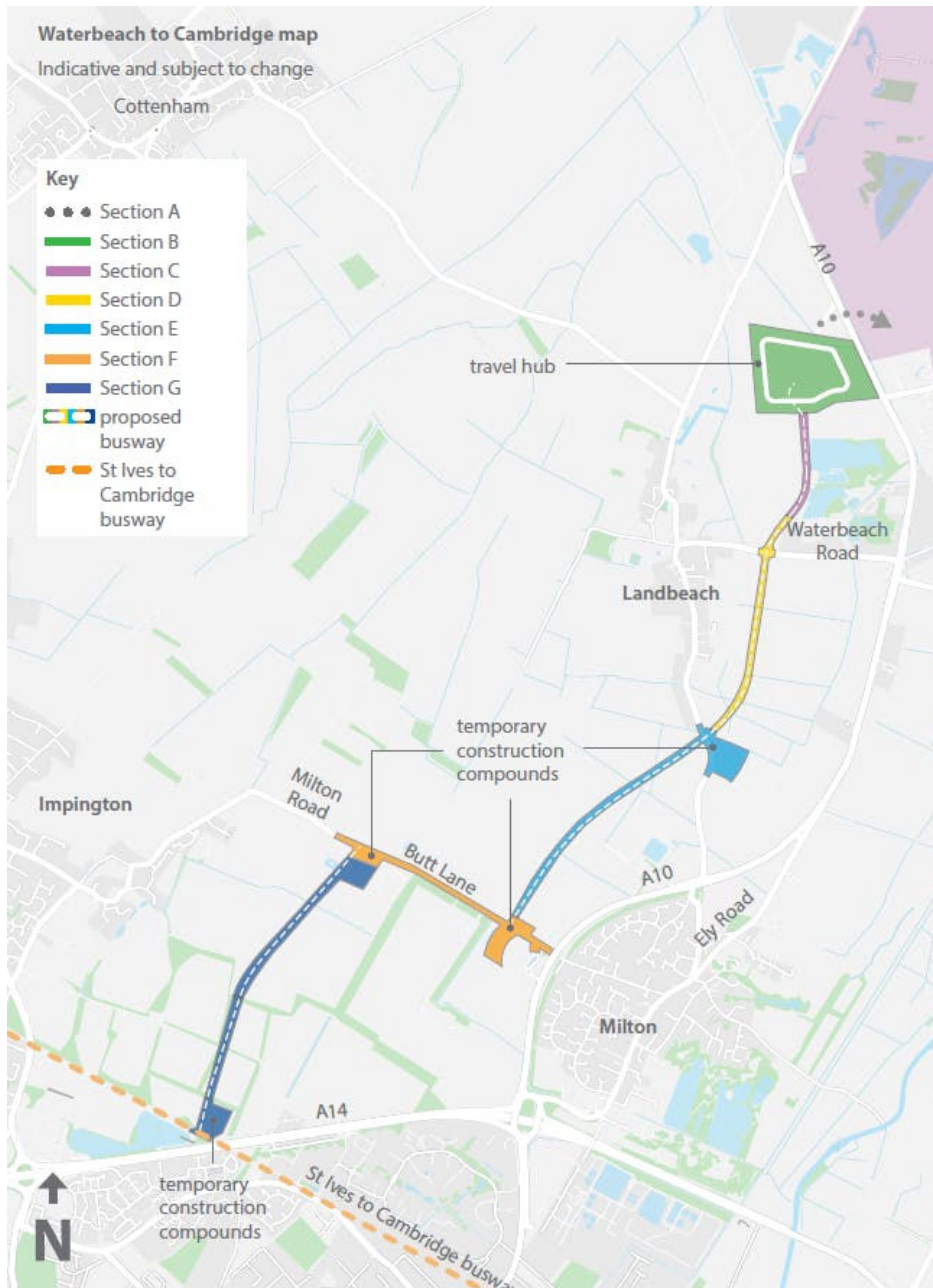 Waterbeach to Cambridge map
Indicative and subject to change
Cottenham
Key
Section A
Section B
Section C
Section D
Section E
Section F
Section G
proposed
busway
St Ives to
Cambridge
busway
A10
travel hub
Waterbeach
Road
Landbeach
temporary
construction
compounds
Impington
Milton
Road
Butt Lane
A10
Ely Road
Milton
A14
St Ives to Cambridge busway
temporary
construction
compounds
N